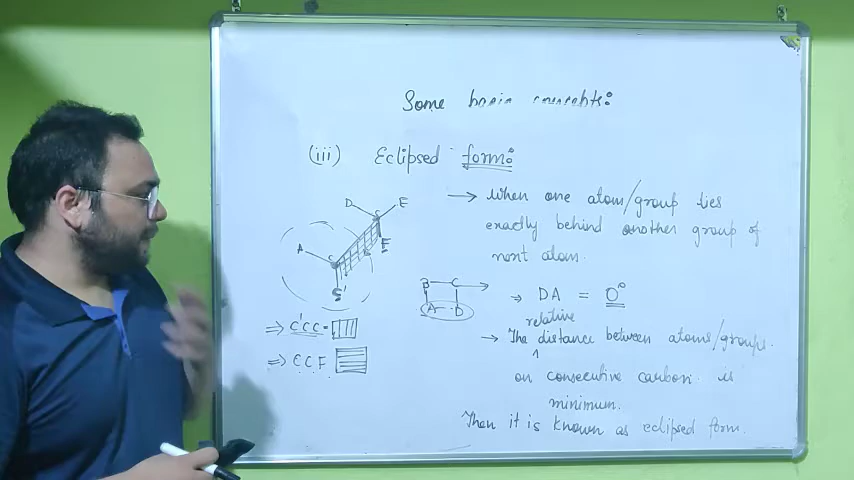 Some basic concepts:
(iii) Eclipsed form:
D E
A C F
→ When one atom/group lies
exactly behind another group of
next atom.
B C
A D
→ DA = 0°
⇒ C'CC =
⇒ CCF
relative
→ The distance between atoms/groups
on consecutive carbon is
minimum.
Then it is known as eclipsed form.